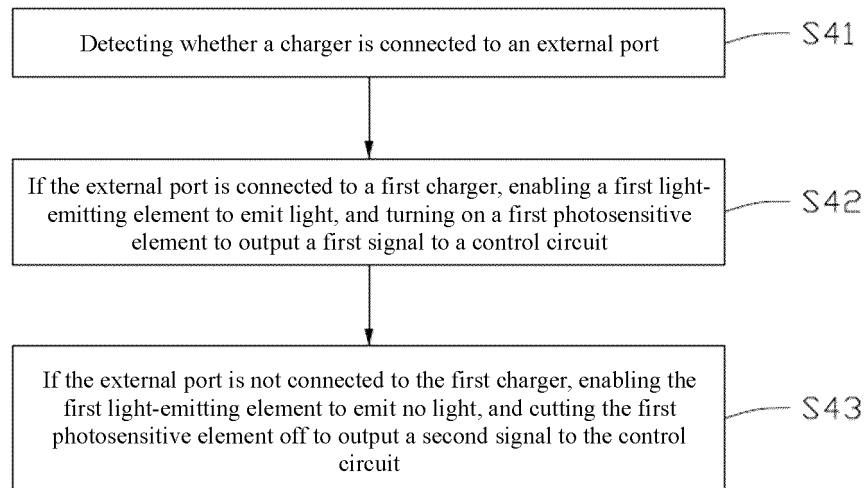 Detecting whether a charger is connected to an external port
S41
If the external port is connected to a first charger, enabling a first light-
emitting element to emit light, and turning on a first photosensitive
element to output a first signal to a control circuit
S42
If the external port is not connected to the first charger, enabling the
first light-emitting element to emit no light, and cutting the first
photosensitive element off to output a second signal to the control
circuit
S43